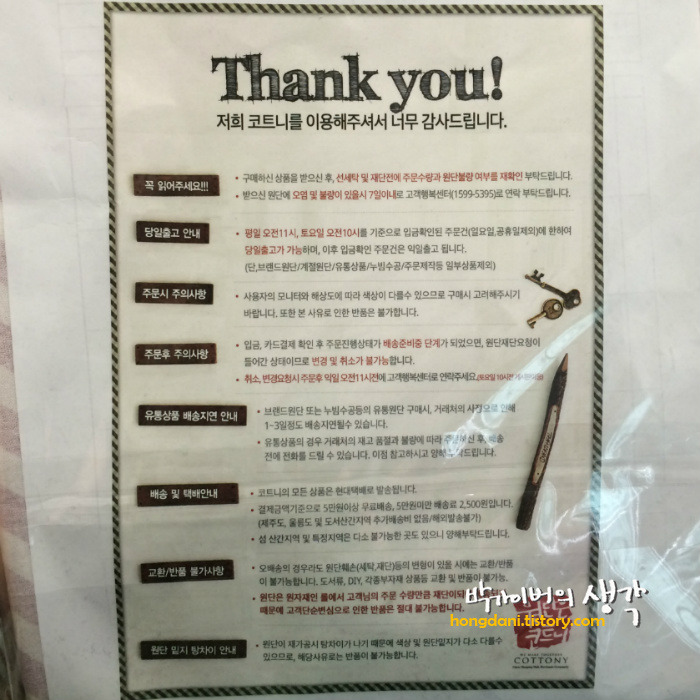 Thank you!
저희 코트니를 이용해주셔서 너무 감사드립니다.
꼭 읽어주세요!!!
• 구매하신 상품을 받으신 후, 선세탁 및 재단전에 주문수량과 원단불량 여부를 재확인 부탁드립니다.
• 받으신 원단에 오염 및 불량이 있을시 7일이내로 고객행복센터(1599-5395)로 연락 부탁드립니다.
당일출고 안내
• 평일 오전11시, 토요일 오전10시를 기준으로 입금확인된 주문건(일요일,공휴일제외)에 한하여
당일출고가 가능하며, 이후 입금확인 주문건은 익일출고 됩니다.
(단,브랜드원단/계절원단/유통상품/누빔수공/주문제작등 일부상품제외)
주문시 주의사항
• 사용자의 모니터와 해상도에 따라 색상이 다를수 있으므로 구매시 고려해주시기
바랍니다. 또한 본 사유로 인한 반품은 불가합니다.
주문후 주의사항
• 입금, 카드결제 확인 후 주문진행상태가 배송준비중 단계가 되었으면, 원단재단요청이
들어간 상태이므로 변경 및 취소가 불가능합니다.
• 취소, 변경요청시 주문후 익일 오전11시전에 고객행복센터로 연락주세요.(토요일 10시전
유통상품 배송지연 안내
• 브랜드원단 또는 누빔수공등의 유통원단 구매시, 거래처의 사정으로 인해
1~3일정도 배송지연될수 있습니다.
• 유통상품의 경우 거래처의 재고 품절과 불량에 따라 주문하신 후, 배송
전에 전화를 드릴 수 있습니다. 이점 참고하시고 양해부탁드립니다.
배송 및 택배안내
• 코트니의 모든 상품은 현대택배로 발송됩니다.
• 결제금액기준으로 5만원이상 무료배송, 5만원미만 배송료 2,500원입니다.
(제주도, 울릉도 및 도서산간지역 추가배송비 없음/해외발송불가)
• 섬 산간지역 및 특정지역은 다소 불가능한 곳도 있으니 양해부탁드립니다.
교환/반품 불가사항
• 오배송의 경우라도 원단훼손(세탁,재단)등의 변형이 있을 시에는 교환/반품
이 불가능합니다. 도서류, DIY, 각종부자재 상품등 교환 및 반품이 불가능.
• 원단은 원자재인 롤에서 고객님의 주문 수량만큼 재단이
때문에 고객단순변심으로 인한 반품은 절대 불가능합니다.
박가이버의 생각
hongdani.tistory.com
코트니
COTTONY
원단 밑지 탕차이 안내
• 원단이 재가공시 탕차이가 나기 때문에 색상 및 원단밑지가 다소 다를수
있으므로, 해당사유로는 반품이 불가능합니다.